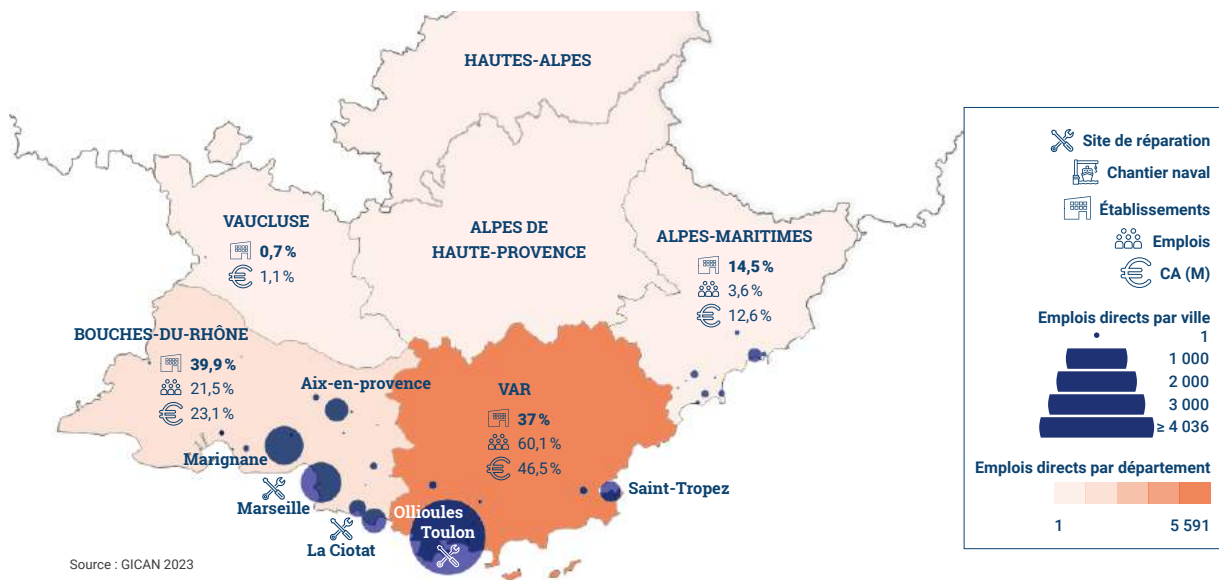 HAUTES-ALPES
VAUCLUSE
0,7 %
1,1 %
ALPES DE
HAUTE-PROVENCE
ALPES-MARITIMES
14,5 %
3,6 %
12,6 %
BOUCHES-DU-RHÔNE
39,9 %
21,5 %
23,1 %
Aix-en-provence
VAR
37 %
60,1 %
46,5 %
Marignane
Marseille
La Ciotat
Ollioules
Toulon
Saint-Tropez
Source : GICAN 2023
Site de réparation
Chantier naval
Établissements
Emplois
CA (M)
Emplois directs par ville
1
1 000
2 000
3 000
≥ 4 036
Emplois directs par département
1 5 591